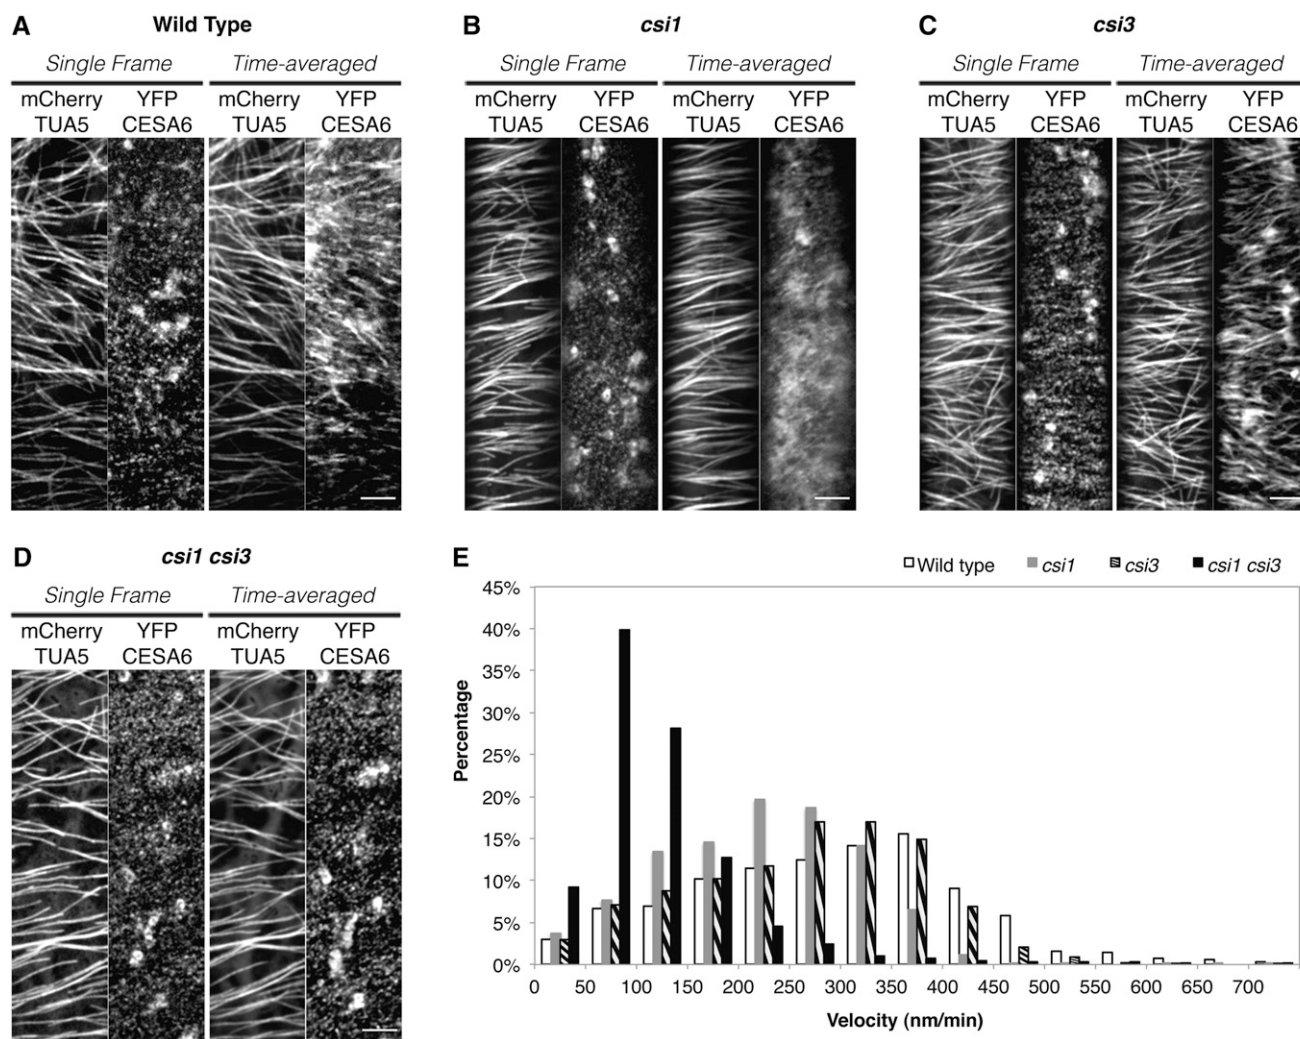 A Wild Type
Single Frame Time-averaged
mCherry YFP mCherry YFP
TUA5 CESA6 TUA5 CESA6
B csi1
Single Frame Time-averaged
mCherry YFP mCherry YFP
TUA5 CESA6 TUA5 CESA6
C csi3
Single Frame Time-averaged
mCherry YFP mCherry YFP
TUA5 CESA6 TUA5 CESA6
D csi1 csi3
Single Frame Time-averaged
mCherry YFP mCherry YFP
TUA5 CESA6 TUA5 CESA6
E
Wild type csi1 csi3 csi1 csi3
45%
40%
35%
30%
25%
20%
15%
10%
5%
0%
Percentage
0 50 100 150 200 250 300 350 400 450 500 550 600 650 700
Velocity (nm/min)